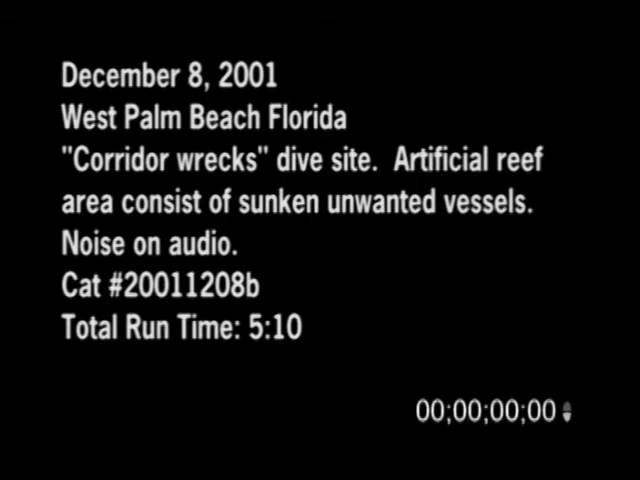 December 8, 2001
West Palm Beach Florida
"Corridor wrecks" dive site.  Artificial reef
area consist of sunken unwanted vessels.
Noise on audio.
Cat #20011208b
Total Run Time: 5:10
00;00;00;00